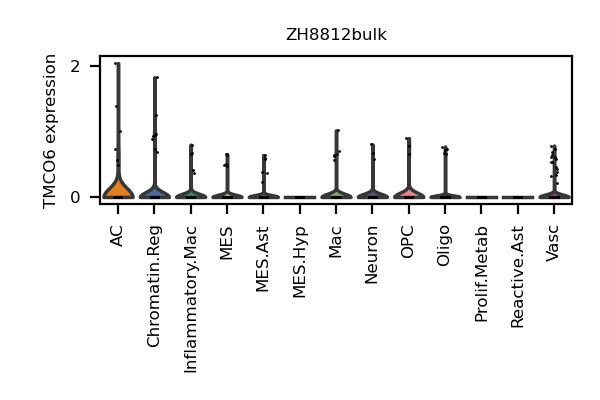 ZH8812bulk
TMCO6 expression
2
0
AC
Chromatin.Reg
Inflammatory.Mac
MES
MES.Ast
MES.Hyp
Mac
Neuron
OPC
Oligo
Prolif.Metab
Reactive.Ast
Vasc